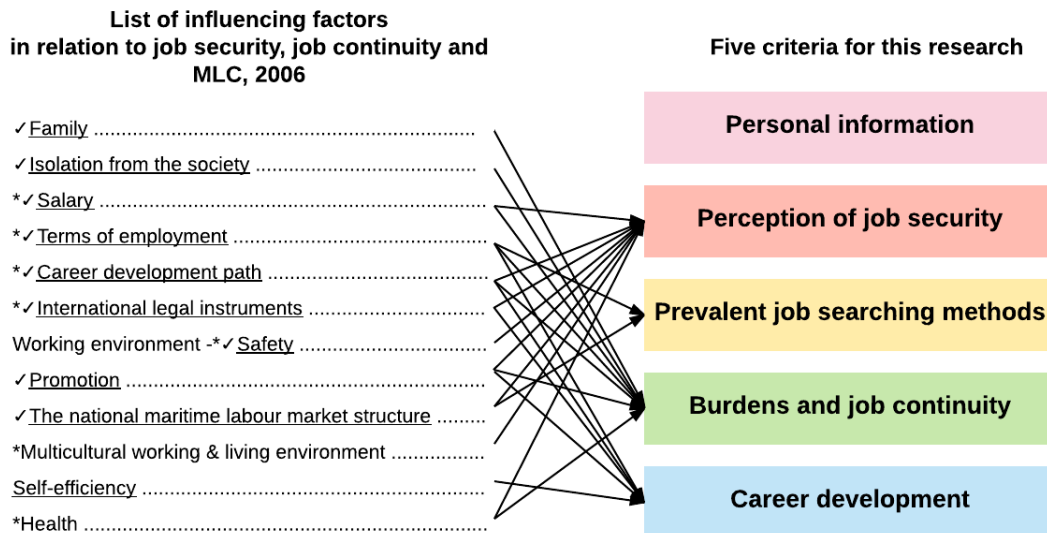 List of influencing factors
in relation to job security, job continuity and
MLC, 2006
✓Family ................................................................................
✓Isolation from the society ..............................................
*✓Salary ..............................................................................
*✓Terms of employment ....................................................
*✓Career development path ..............................................
*✓International legal instruments ......................................
Working environment -*✓Safety ......................................
✓Promotion ..........................................................................
✓The national maritime labour market structure .........
*Multicultural working & living environment ..................
Self-efficiency ......................................................................
*Health ..................................................................................
Five criteria for this research
Personal information
Perception of job security
Prevalent job searching methods
Burdens and job continuity
Career development